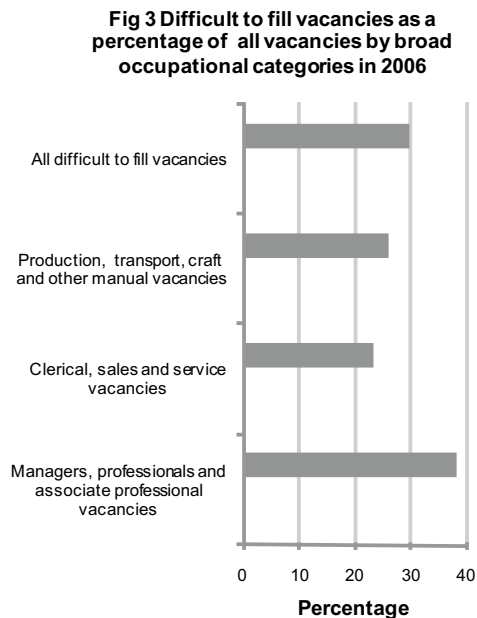 Fig 3 Difficult to fill vacancies as a
percentage of all vacancies by broad
occupational categories in 2006
All difficult to fill vacancies
Production, transport, craft
and other manual vacancies
Clerical, sales and service
vacancies
Managers, professionals and
associate professional
vacancies
0 10 20 30 40
Percentage